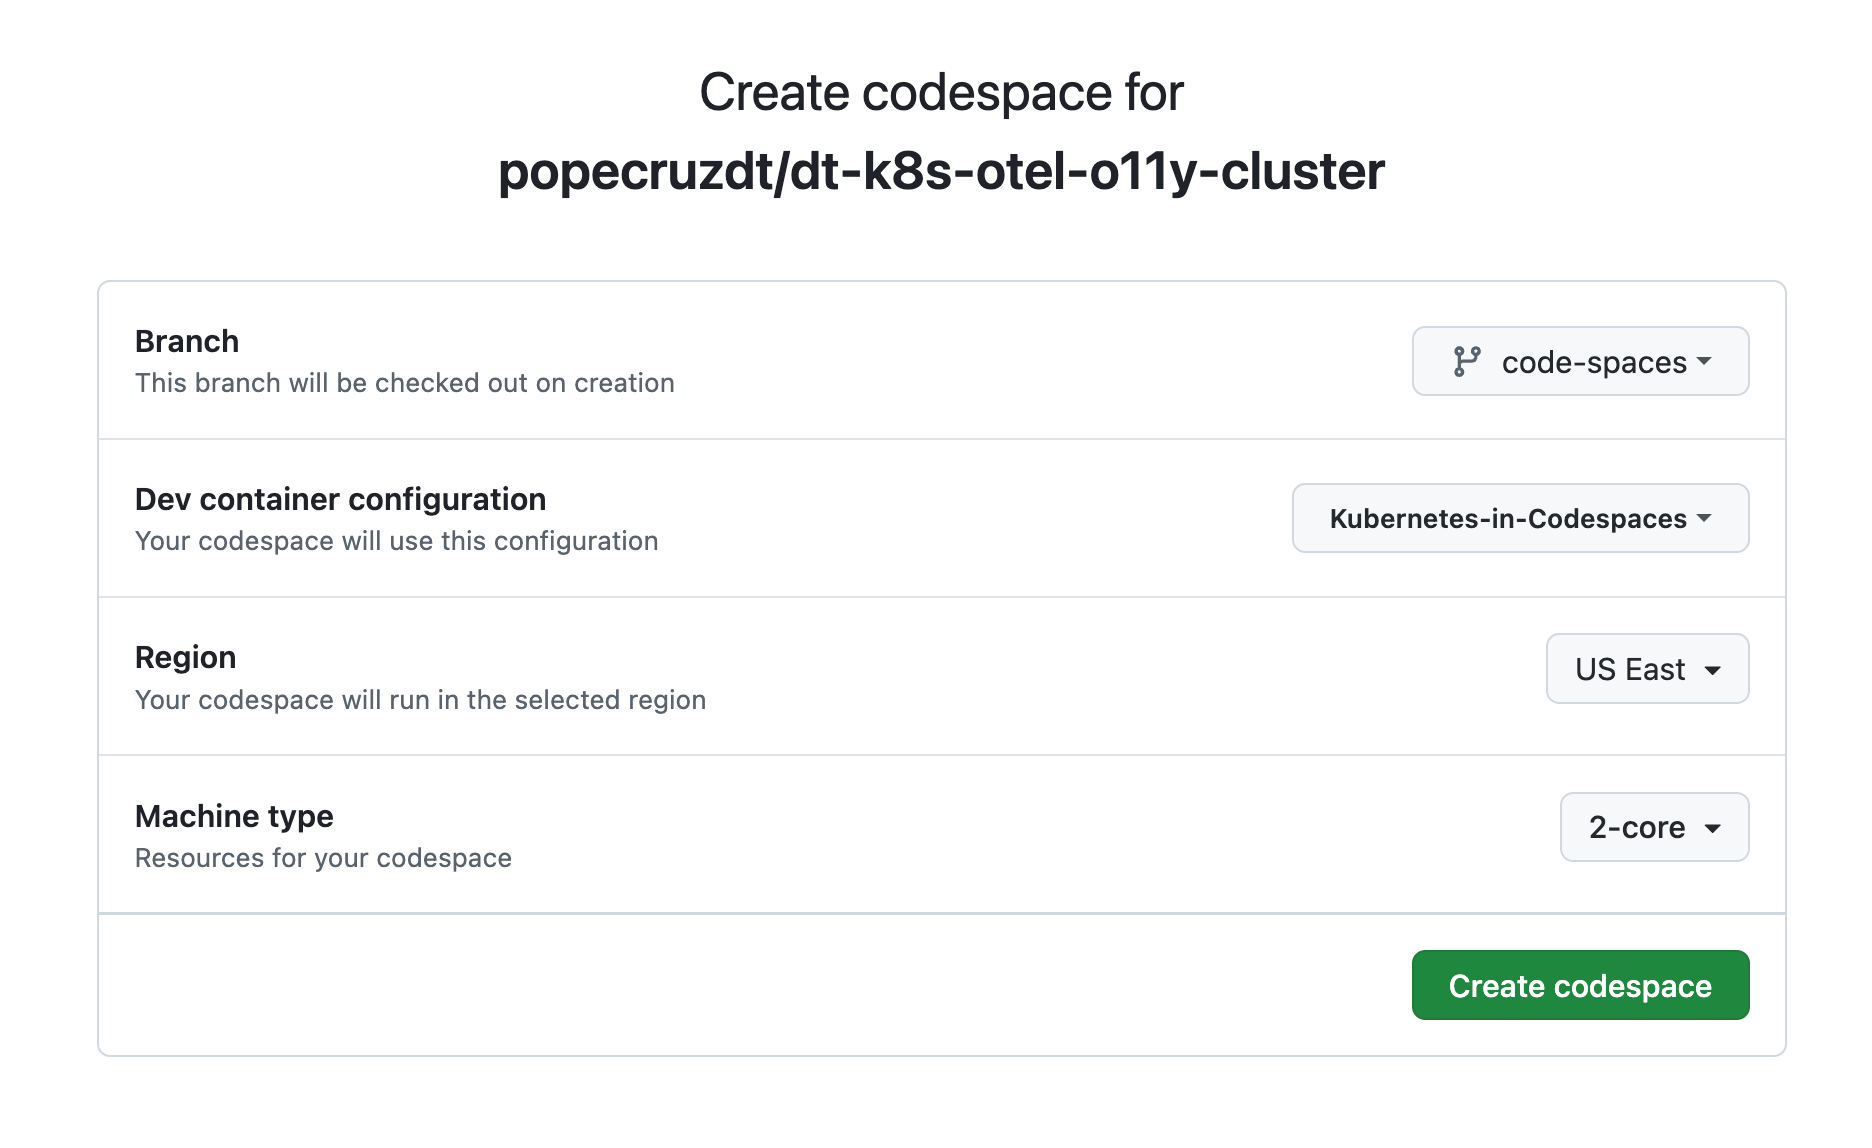 Create codespace for
popecruzdt/dt-k8s-otel-o11y-cluster
Branch
This branch will be checked out on creation
code-spaces
Dev container configuration
Your codespace will use this configuration
Kubernetes-in-Codespaces
Region
Your codespace will run in the selected region
US East
Machine type
Resources for your codespace
2-core
Create codespace